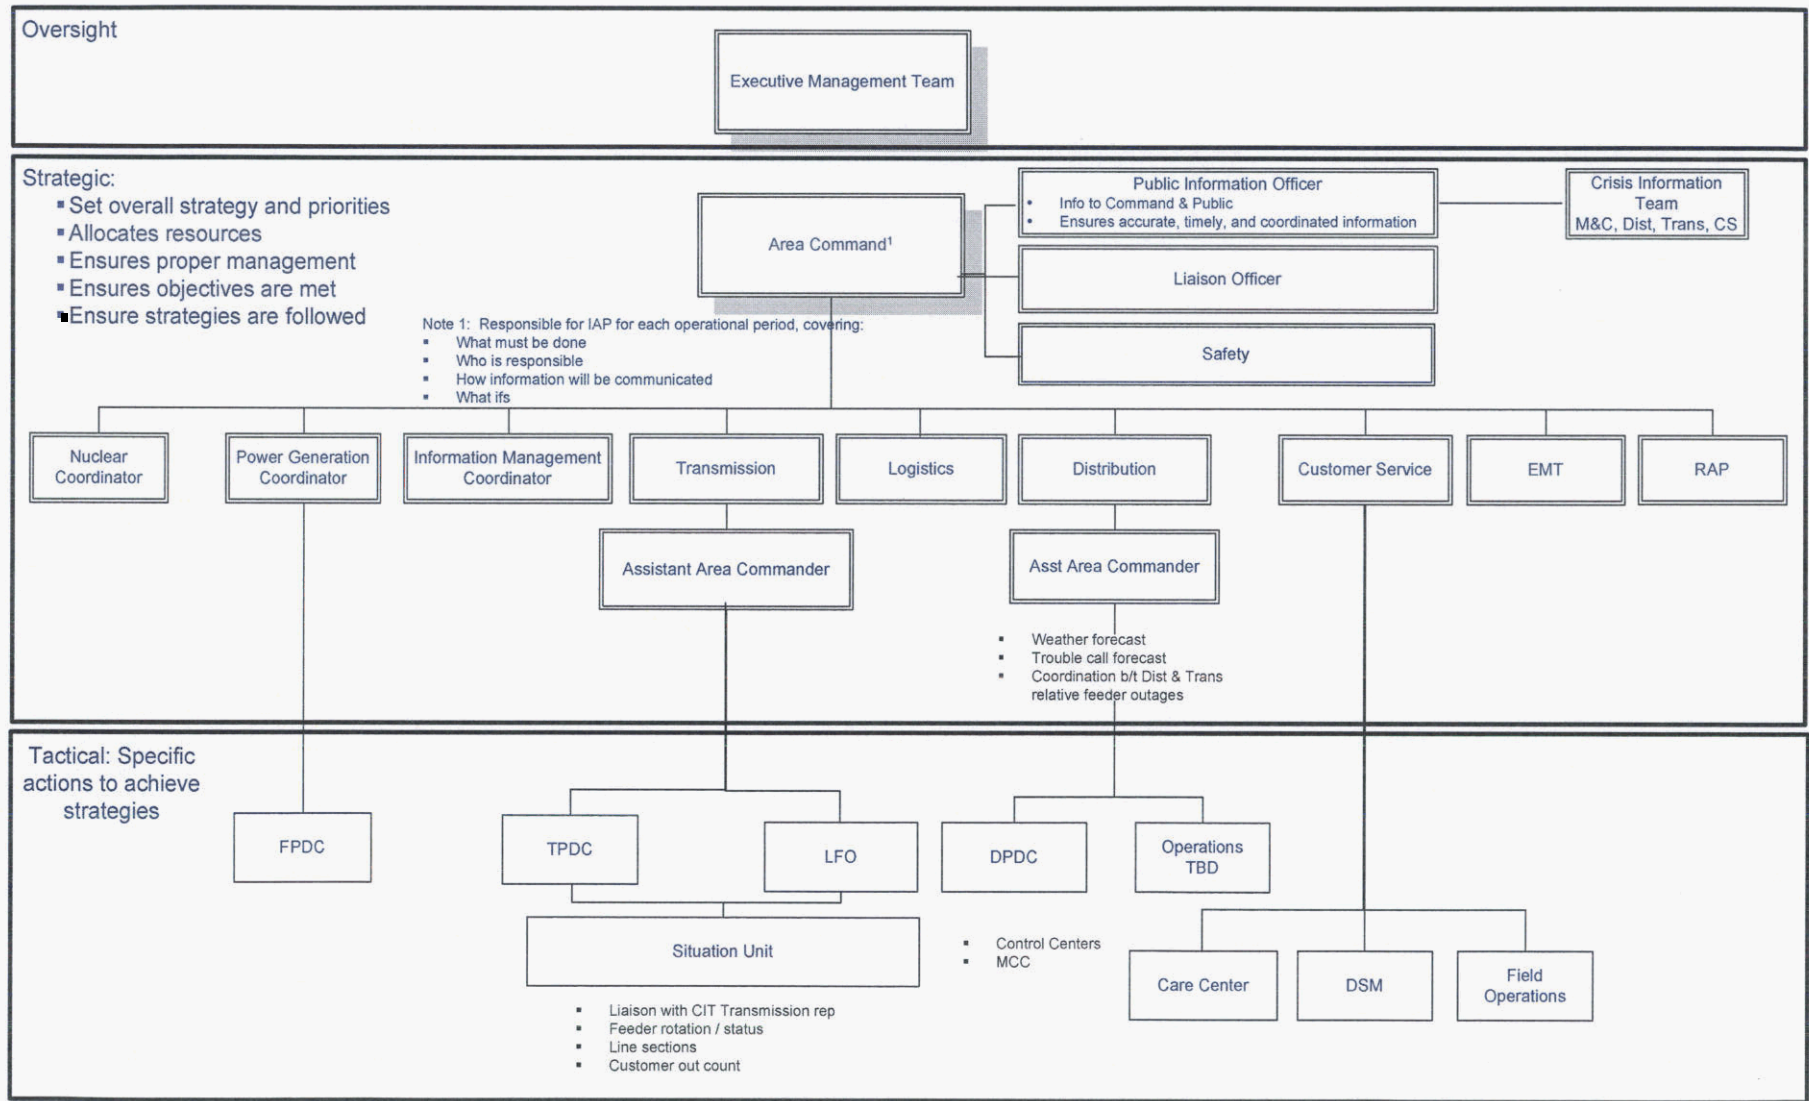 Oversight
Executive Management Team
Strategic:
▪ Set overall strategy and priorities
▪ Allocates resources
▪ Ensures proper management
▪ Ensures objectives are met
▪ Ensure strategies are followed
Area Command¹
Public Information Officer
• Info to Command & Public
• Ensures accurate, timely, and coordinated information
Crisis Information
Team
M&C, Dist, Trans, CS
Liaison Officer
Safety
Note 1: Responsible for IAP for each operational period, covering:
▪ What must be done
▪ Who is responsible
▪ How information will be communicated
▪ What ifs
Nuclear
Coordinator
Power Generation
Coordinator
Information Management
Coordinator
Transmission
Logistics
Distribution
Customer Service
EMT
RAP
Assistant Area Commander
Asst Area Commander
▪ Weather forecast
▪ Trouble call forecast
▪ Coordination b/t Dist & Trans
relative feeder outages
Tactical: Specific
actions to achieve
strategies
FPDC
TPDC
LFO
DPDC
Operations
TBD
Situation Unit
▪ Control Centers
▪ MCC
Care Center
DSM
Field
Operations
▪ Liaison with CIT Transmission rep
▪ Feeder rotation / status
▪ Line sections
▪ Customer out count